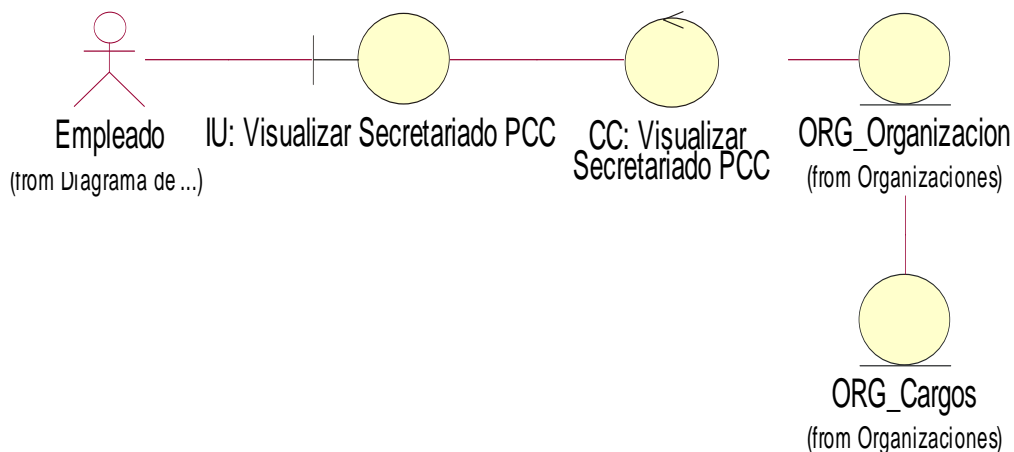 Empleado
(from Diagrama de ...)
IU: Visualizar Secretariado PCC
CC: Visualizar
Secretariado PCC
ORG_Organizacion
(from Organizaciones)
ORG_Cargos
(from Organizaciones)